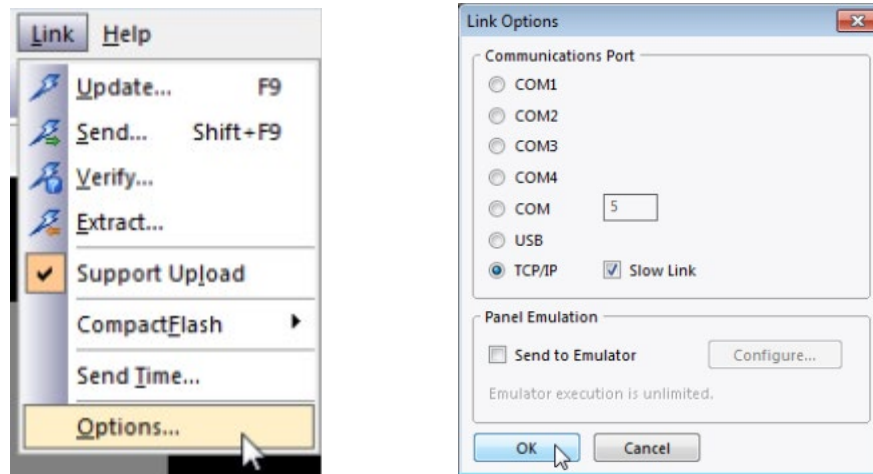 Link Help
Update... F9
Send... Shift+F9
Verify...
Extract...
Support Upload
CompactFlash
Send Time...
Options...
Link Options
Communications Port
COM1
COM2
COM3
COM4
COM 5
USB
TCP/IP Slow Link
Panel Emulation
Send to Emulator Configure...
Emulator execution is unlimited.
OK Cancel